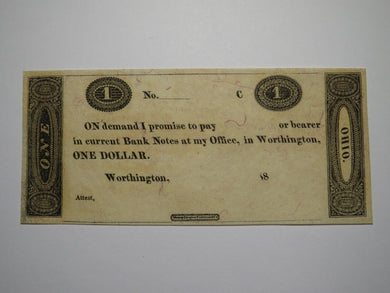 1 No. C 1
ON demand I promise to pay or bearer
in current Bank Notes at my Office, in Worthington,
ONE DOLLAR.
Worthington, 18
Attest,
ONE
OHIO.